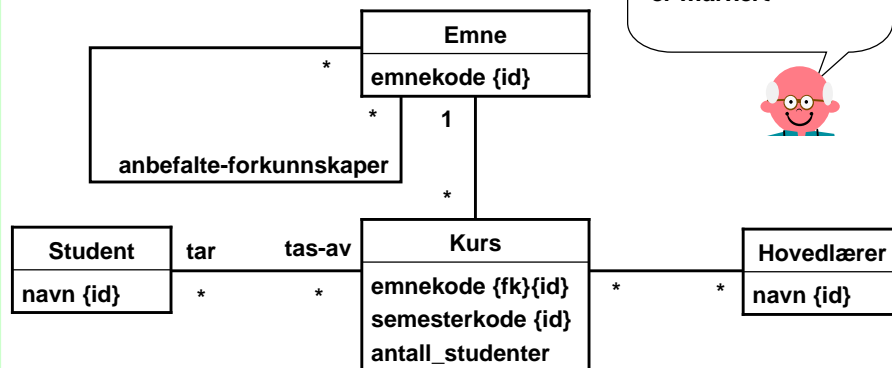 Emne
*
emnekode {id}
*
1
anbefalte-forkunnskaper
*
Student
tar
tas-av
Kurs
Hovedlærer
navn {id}
*
*
emnekode {fk}{id}
*
*
navn {id}
semesterkode {id}
antall_studenter